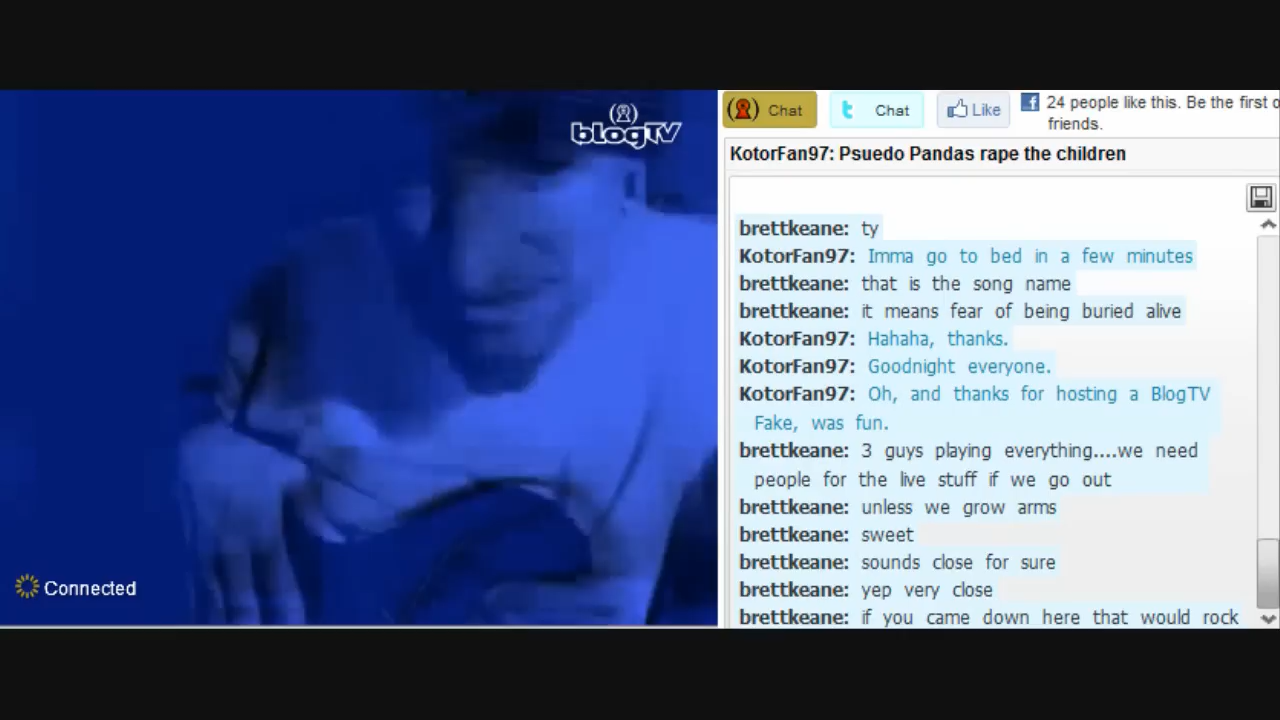 blogTV
Connected
Chat
Chat
Like
24 people like this. Be the first o
friends.
KotorFan97: Psuedo Pandas rape the children
brettkeane: ty
KotorFan97: Imma go to bed in a few minutes
brettkeane: that is the song name
brettkeane: it means fear of being buried alive
KotorFan97: Hahaha, thanks.
KotorFan97: Goodnight everyone.
KotorFan97: Oh, and thanks for hosting a BlogTV
Fake, was fun.
brettkeane: 3 guys playing everything....we need
people for the live stuff if we go out
brettkeane: unless we grow arms
brettkeane: sweet
brettkeane: sounds close for sure
brettkeane: yep very close
brettkeane: if you came down here that would rock